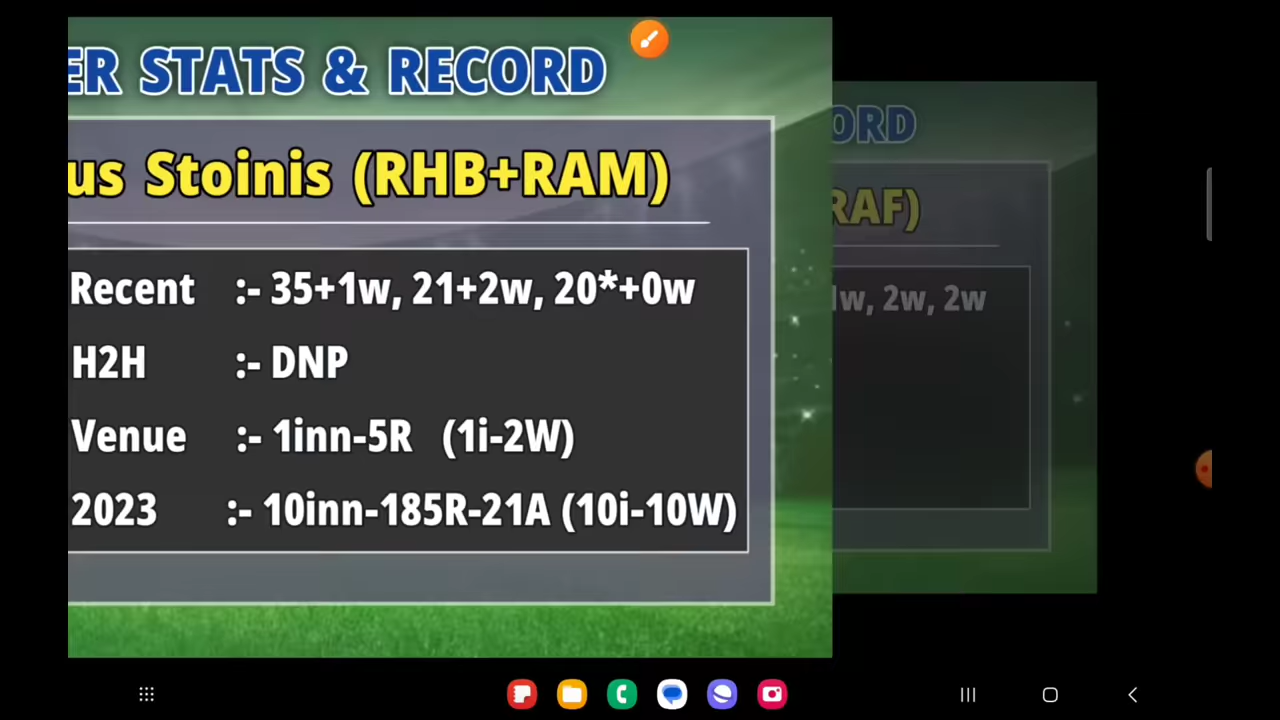 ER STATS & RECORD
us Stoinis (RHB+RAM)
Recent :- 35+1w, 21+2w, 20*+0w
H2H :- DNP
Venue :- 1inn-5R (1i-2W)
2023 :- 10inn-185R-21A (10i-10W)
ORD
RAF)
1w, 2w, 2w